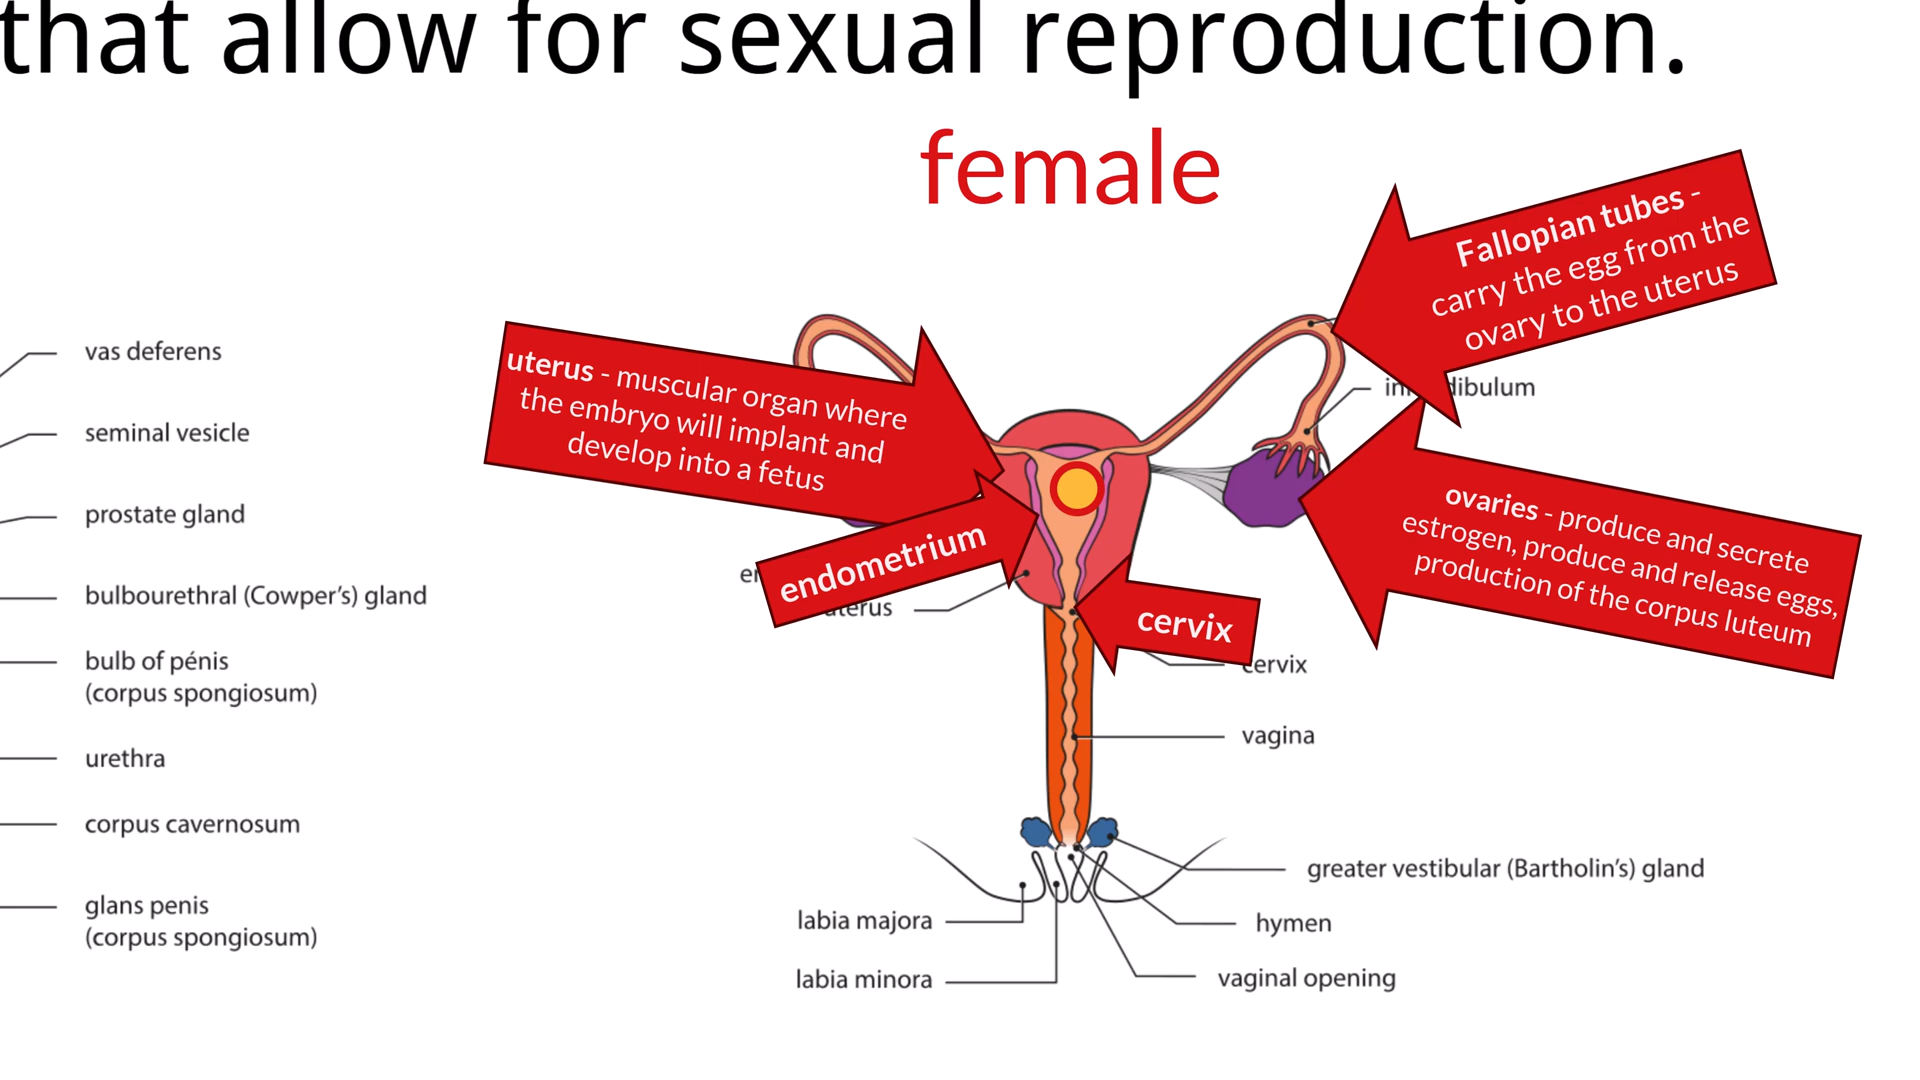 that allow for sexual reproduction.
female
vas deferens
seminal vesicle
prostate gland
bulbourethral (Cowper's) gland
bulb of pénis
(corpus spongiosum)
urethra
corpus cavernosum
glans penis
(corpus spongiosum)
uterus - muscular organ where
the embryo will implant and
develop into a fetus
endometrium
Fallopian tubes -
carry the egg from the
ovary to the uterus
ovaries - produce and secrete
estrogen, produce and release eggs,
production of the corpus luteum
cervix
cervix
vagina
greater vestibular (Bartholin's) gland
hymen
vaginal opening
labia majora
labia minora